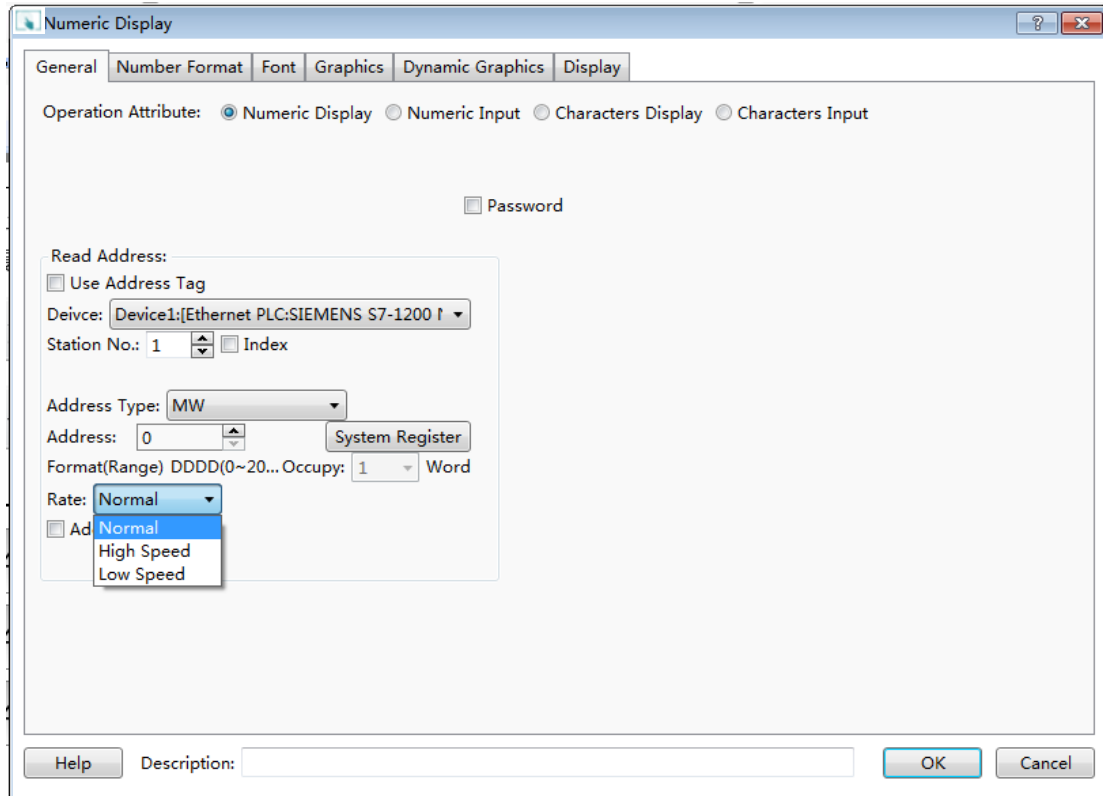 Numeric Display
General Number Format Font Graphics Dynamic Graphics Display
Operation Attribute: Numeric Display Numeric Input Characters Display Characters Input
Password
Read Address:
Use Address Tag
Deivce: Device1:[Ethernet PLC:SIEMENS S7-1200
Station No.: 1 Index
Address Type: MW
Address: 0 System Register
Format(Range) DDDD(0~20... Occupy: 1 Word
Rate: Normal
Ad
Normal
High Speed
Low Speed
Help Description: OK Cancel